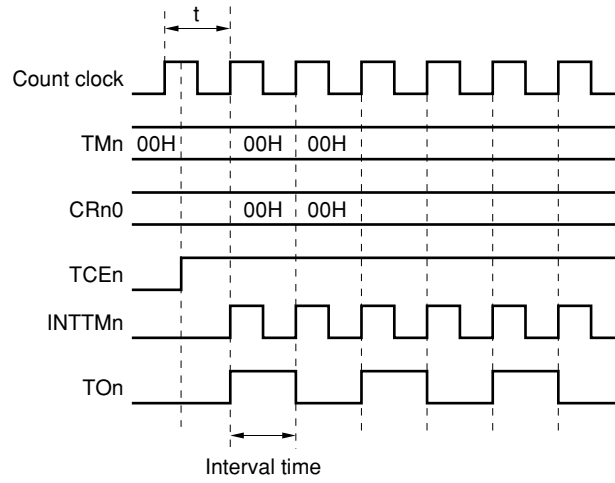 t
Count clock
TMn 00H 00H 00H
CRn0 00H 00H
TCEn
INTTMn
TOn
Interval time